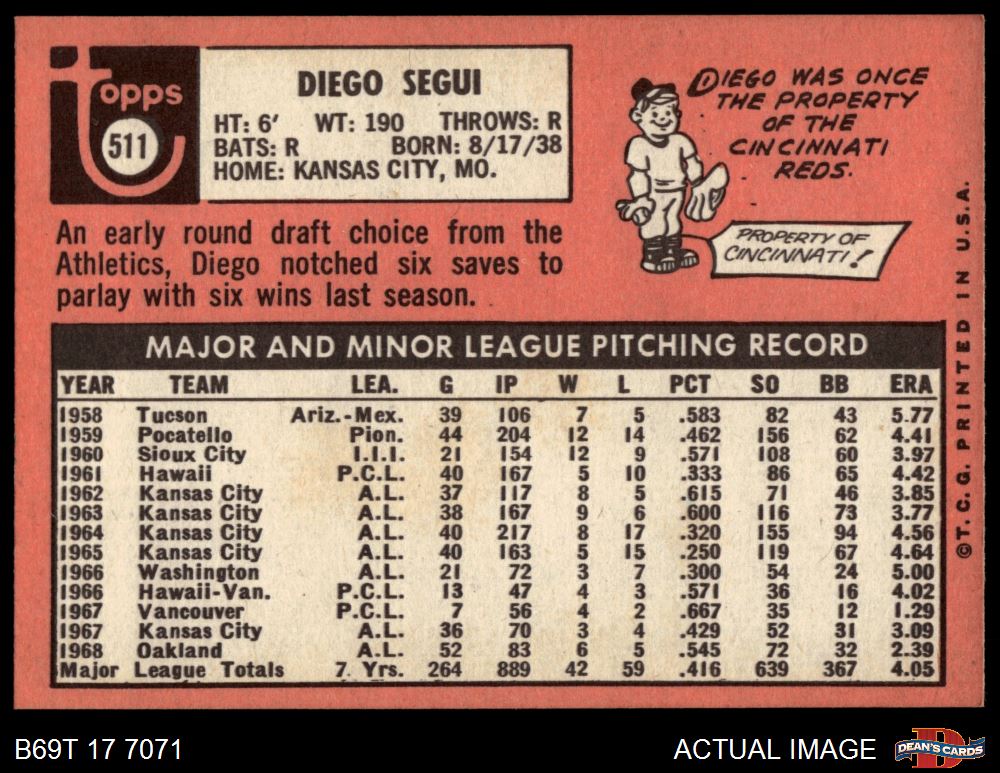 Topps
511
DIEGO SEGUI
HT: 6' WT: 190 THROWS: R
BATS: R BORN: 8/17/38
HOME: KANSAS CITY, MO.
DIEGO WAS ONCE
THE PROPERTY
OF THE
CINCINNATI
REDS.
PROPERTY OF
CINCINNATI!
An early round draft choice from the
Athletics, Diego notched six saves to
parlay with six wins last season.
MAJOR AND MINOR LEAGUE PITCHING RECORD
YEAR TEAM LEA. G IP W L PCT SO BB ERA
1958 Tucson Ariz.-Mex. 39 106 7 5 .583 82 43 5.77
1959 Pocatello Pion. 44 204 12 14 .462 156 62 4.41
1960 Sioux City I.I.I. 21 154 12 9 .571 108 60 3.97
1961 Hawaii P.C.L. 40 167 5 10 .333 86 65 4.42
1962 Kansas City A.L. 37 117 8 5 .615 71 46 3.85
1963 Kansas City A.L. 38 167 9 6 .600 116 73 3.77
1964 Kansas City A.L. 40 217 8 17 .320 155 94 4.56
1965 Kansas City A.L. 40 163 5 15 .250 119 67 4.64
1966 Washington A.L. 21 72 3 7 .300 54 24 5.00
1966 Hawaii-Van. P.C.L. 13 47 4 3 .571 36 16 4.02
1967 Vancouver P.C.L. 7 56 4 2 .667 35 12 1.29
1967 Kansas City A.L. 36 70 3 4 .429 52 31 3.09
1968 Oakland A.L. 52 83 6 5 .545 72 32 2.39
Major League Totals 7 Yrs. 264 889 42 59 .416 639 367 4.05
©T.C.G. PRINTED IN U.S.A.
B69T 17 7071
ACTUAL IMAGE
DEAN'S CARDS